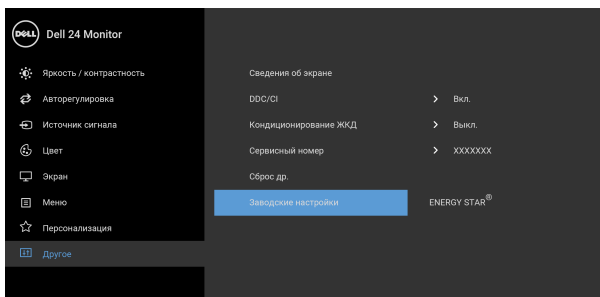 DELL Dell 24 Monitor
Яркость / контрастность
Авторегулировка
Источник сигнала
Цвет
Экран
Меню
Персонализация
Другое
Сведения об экране
DDC/CI > Вкл.
Кондиционирование ЖКД > Выкл.
Сервисный номер > XXXXXXX
Сброс др.
Заводские настройки ENERGY STAR®